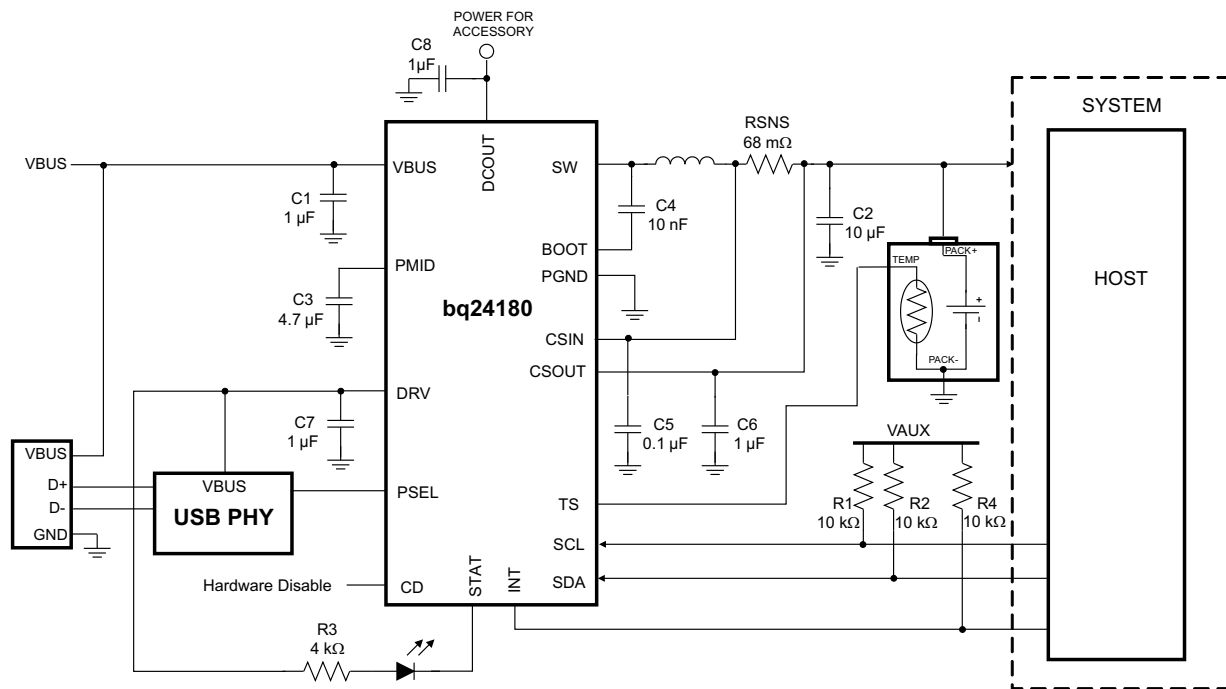 POWER FOR
ACCESSORY
C8
1µF
SYSTEM
RSNS
68 mΩ
VBUS
VBUS
DCOUT
SW
C1
1 µF
C4
10 nF
C2
10 µF
BOOT
PMID
PGND
TEMP
PACK+
HOST
C3
4.7 µF
bq24180
+
-
CSIN
CSOUT
PACK-
DRV
C7
1 µF
C5
0.1 µF
C6
1 µF
VAUX
VBUS
D+
D-
GND
VBUS
USB PHY
PSEL
TS
R1
10 kΩ
R2
10 kΩ
R4
10 kΩ
SCL
Hardware Disable
CD
STAT
INT
SDA
R3
4 kΩ